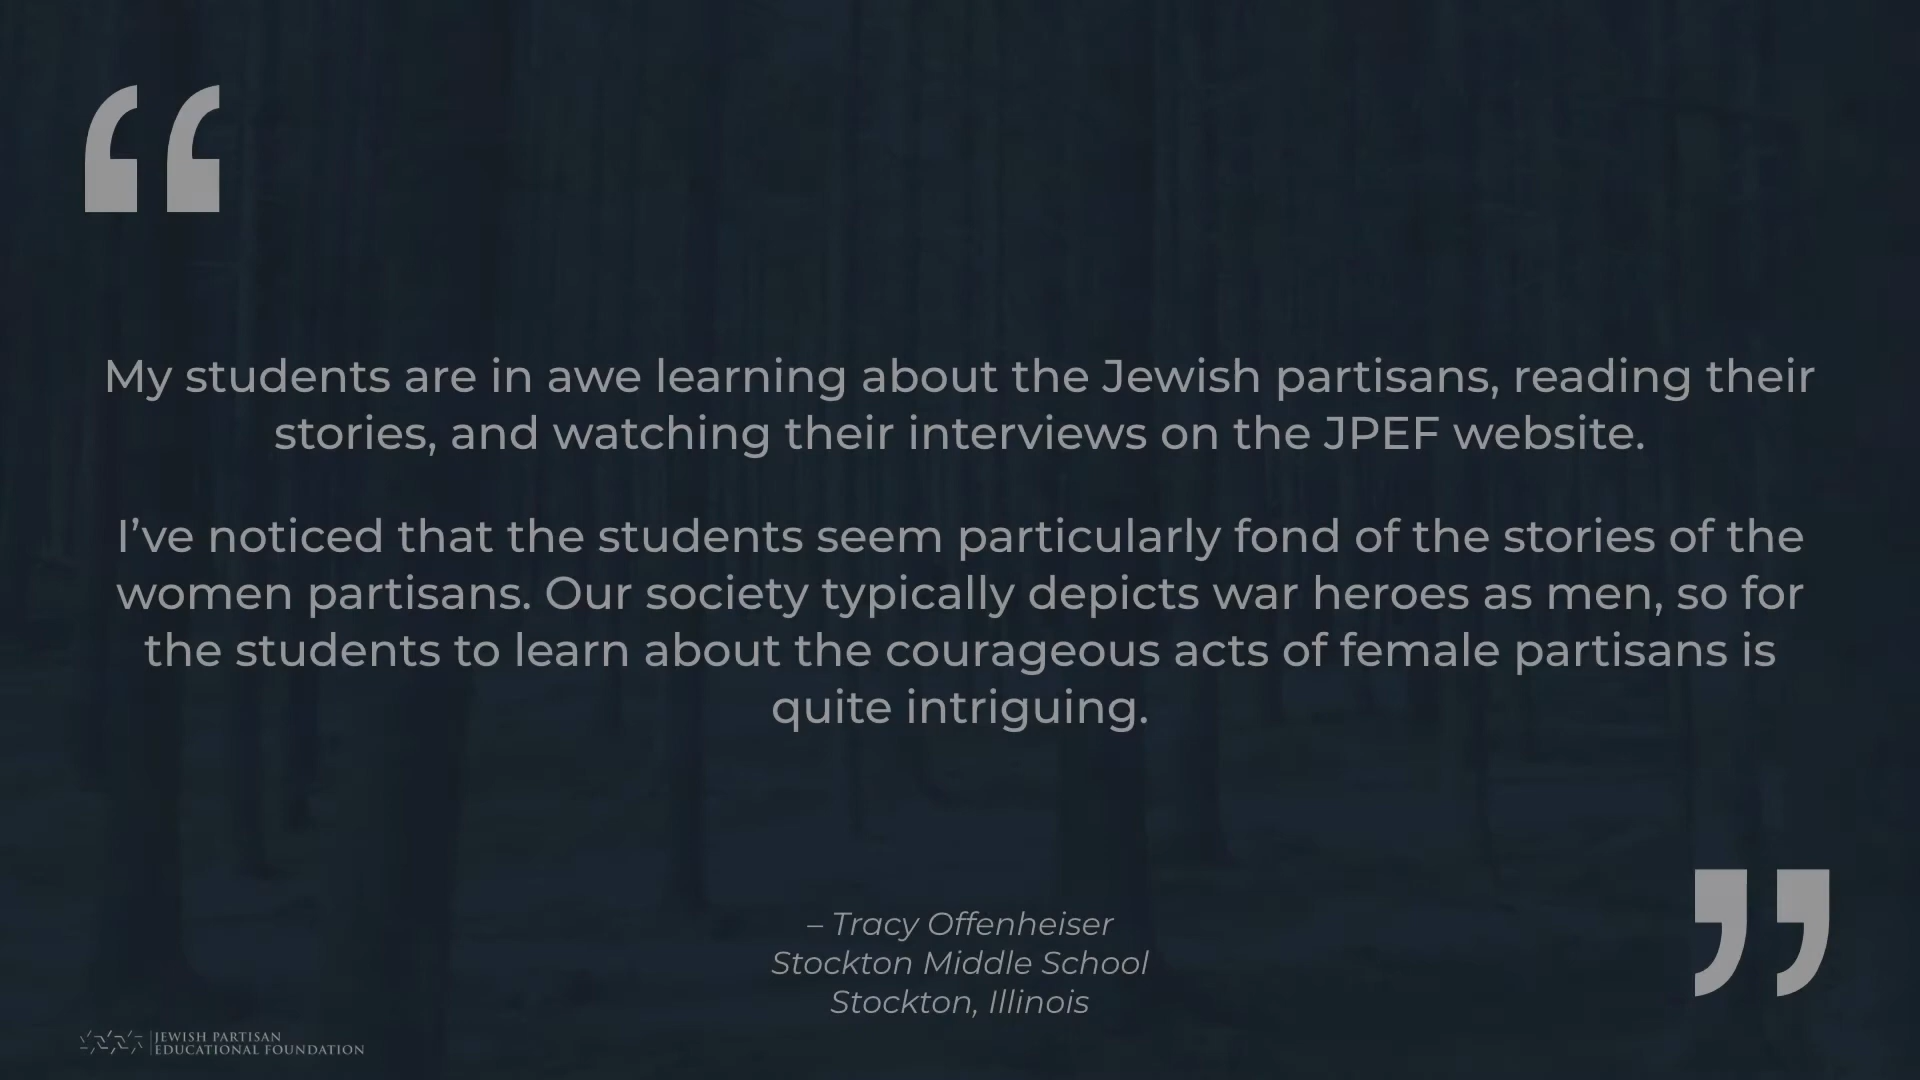 “
My students are in awe learning about the Jewish partisans, reading their
stories, and watching their interviews on the JPEF website.
I’ve noticed that the students seem particularly fond of the stories of the
women partisans. Our society typically depicts war heroes as men, so for
the students to learn about the courageous acts of female partisans is
quite intriguing.
”
– Tracy Offenheiser
Stockton Middle School
Stockton, Illinois
JEWISH PARTISAN
EDUCATIONAL FOUNDATION